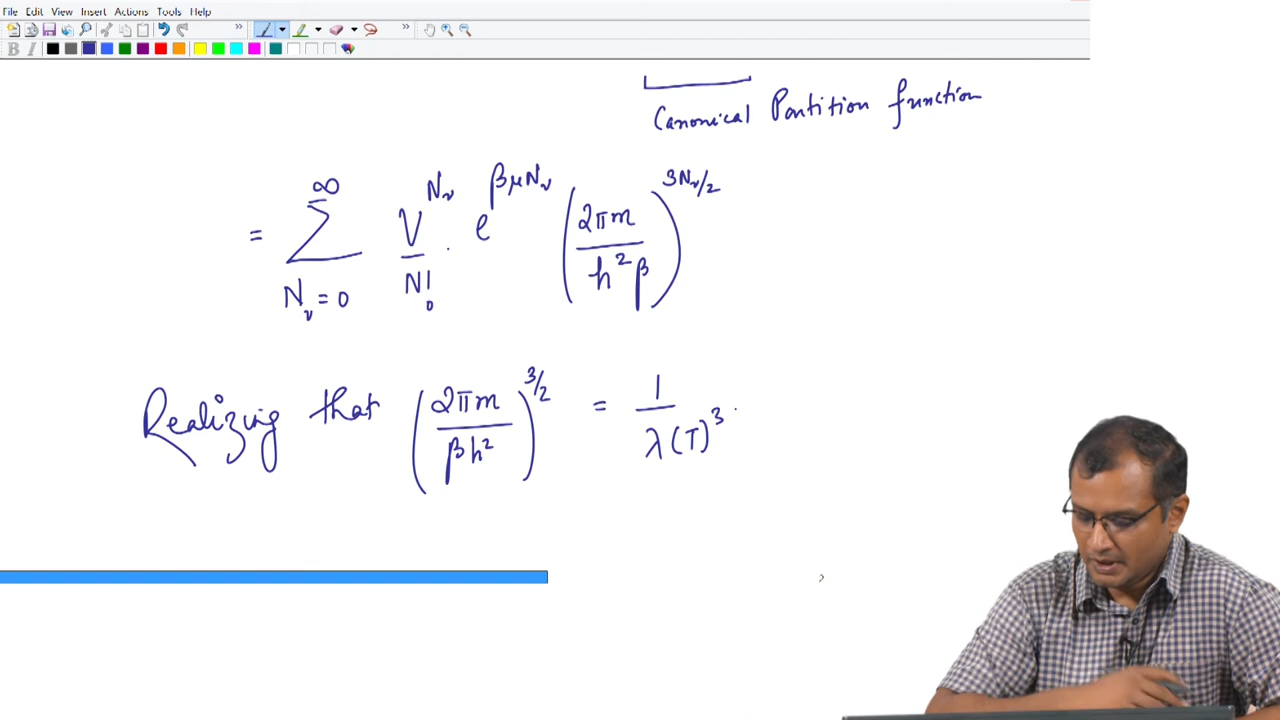 File Edit View Insert Actions Tools Help
B I
Canonical Partition function
= ∑_{N_ν=0}^{∞} V^{N_ν}/N! · e^{βμN_ν} (2πm/h²β)^{3N_ν/2}
Realizing that (2πm/βh²)^{3/2} = 1/λ(T)³